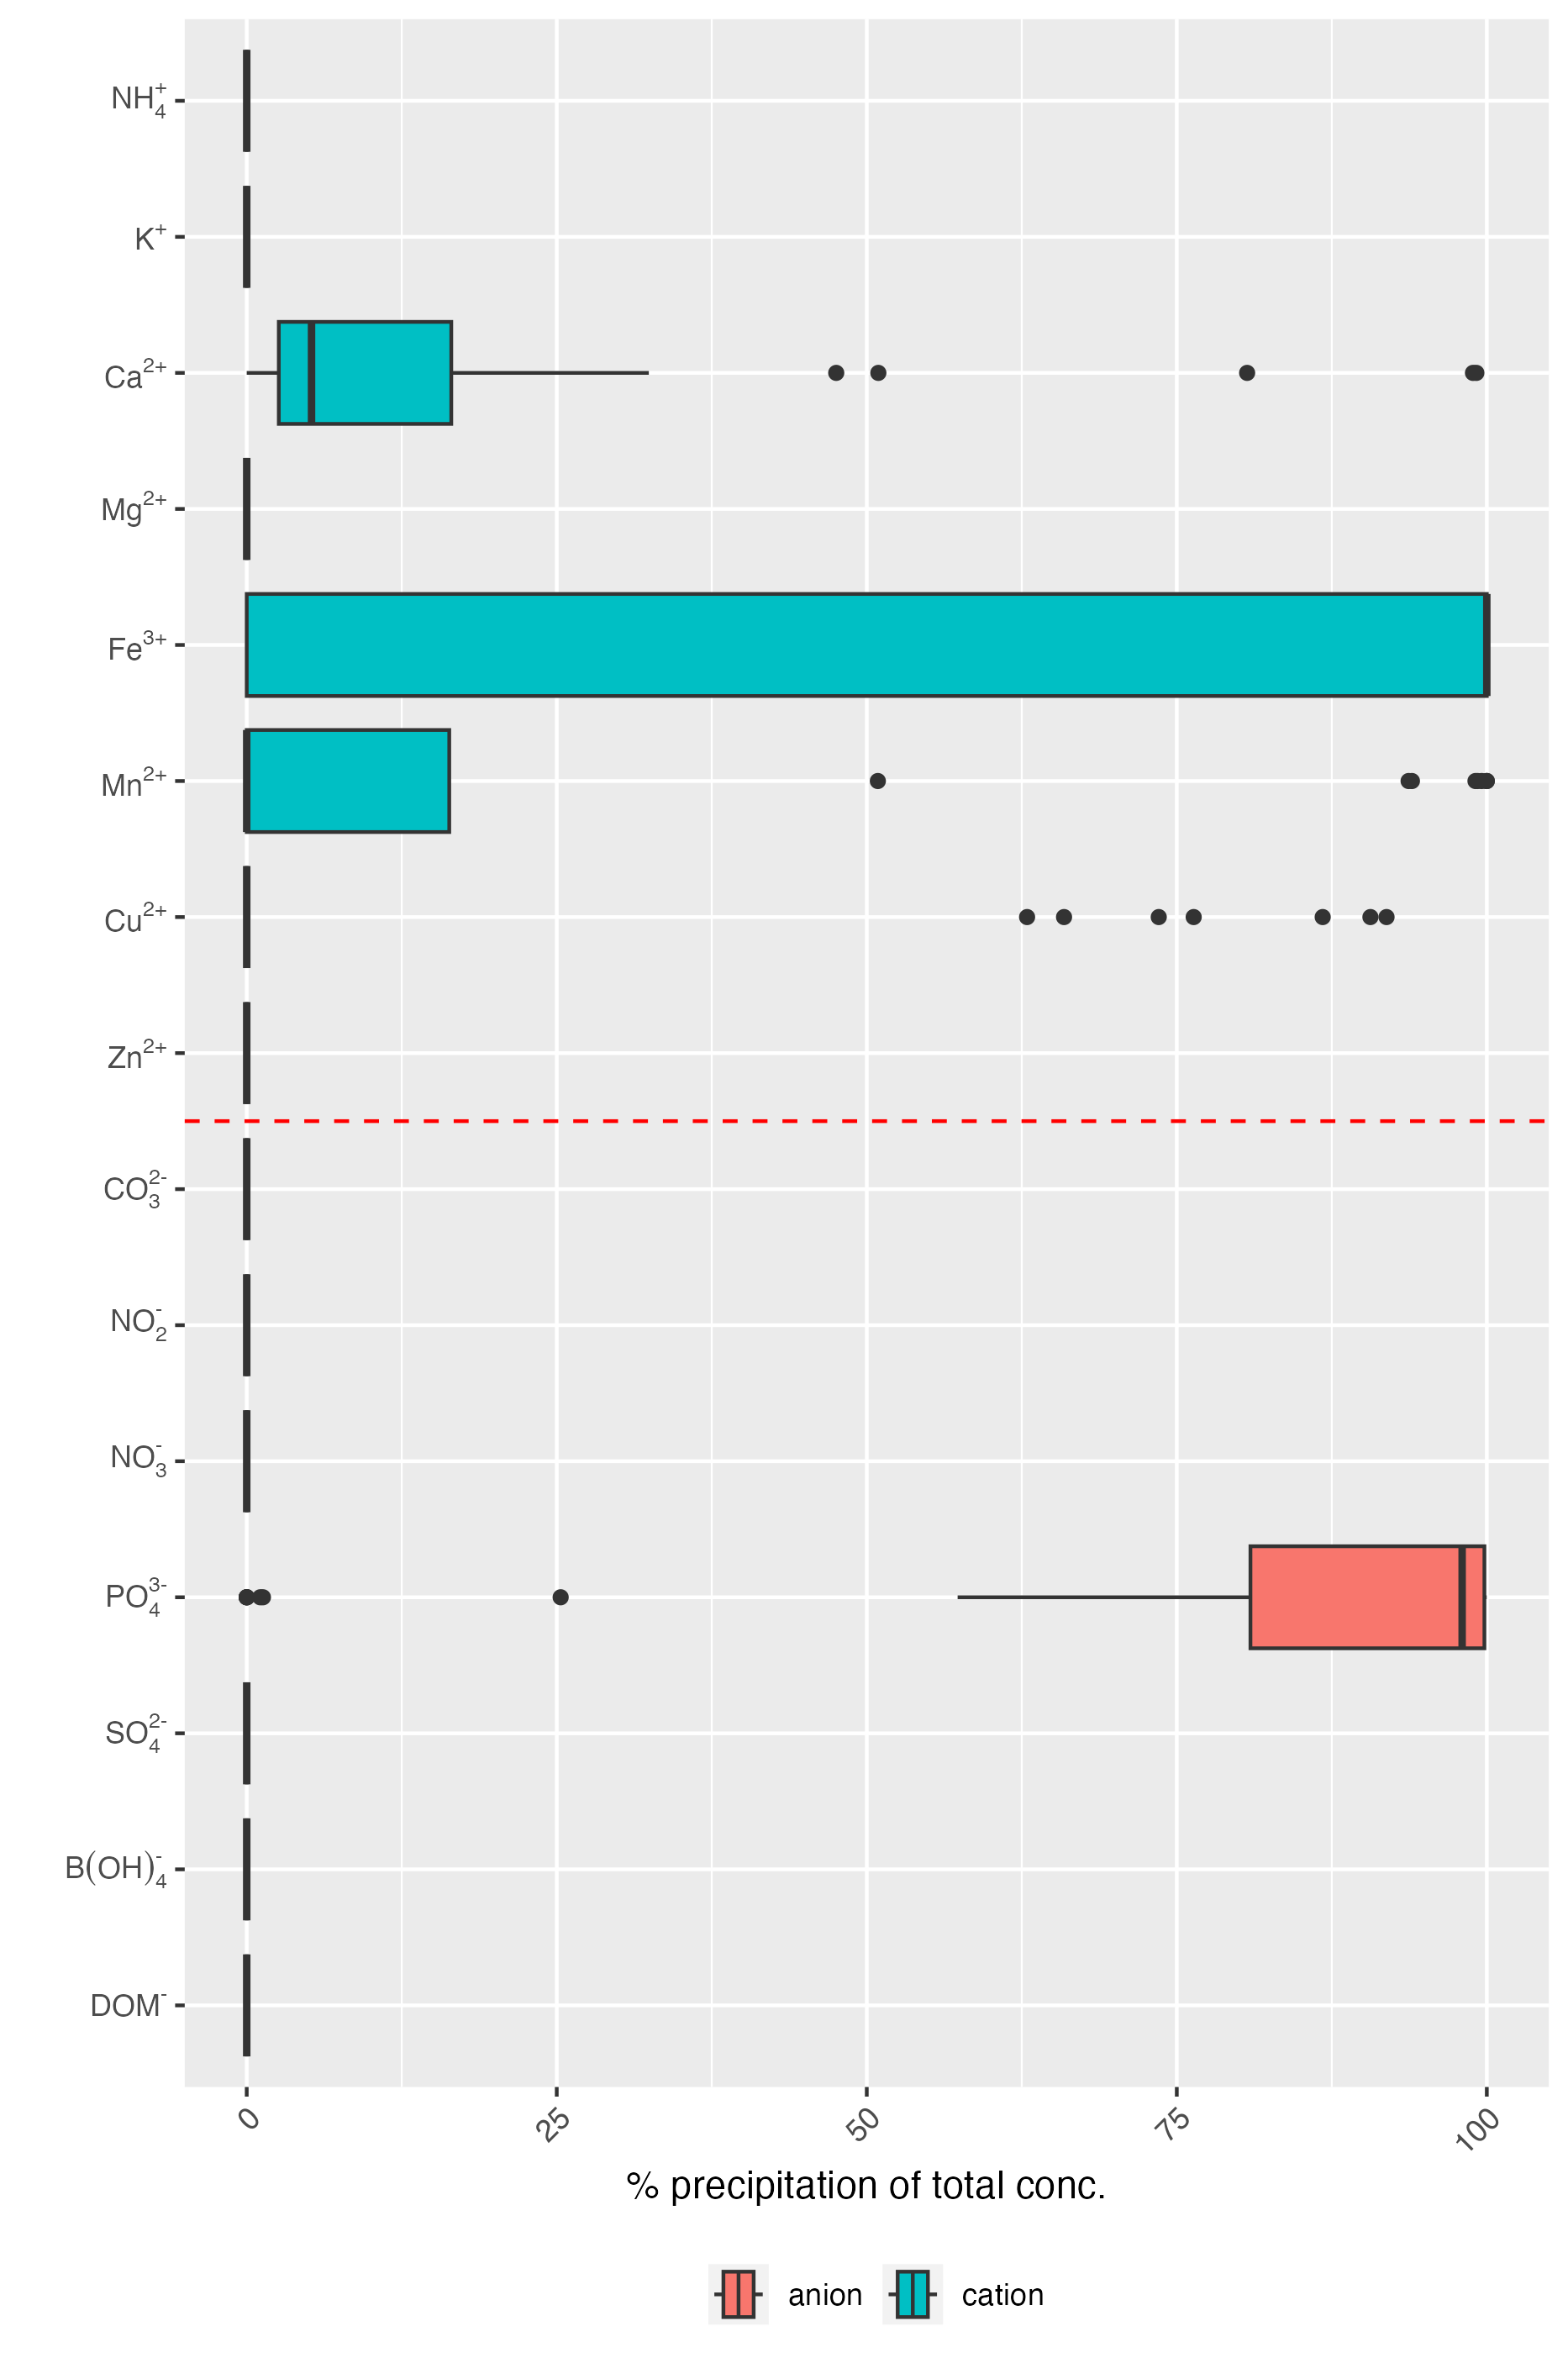 NH₄⁺
K⁺
Ca²⁺
Mg²⁺
Fe³⁺
Mn²⁺
Cu²⁺
Zn²⁺
CO₃²⁻
NO₂⁻
NO₃⁻
PO₄³⁻
SO₄²⁻
B(OH)₄⁻
DOM⁻
0 25 50 75 100
% precipitation of total conc.
anion cation